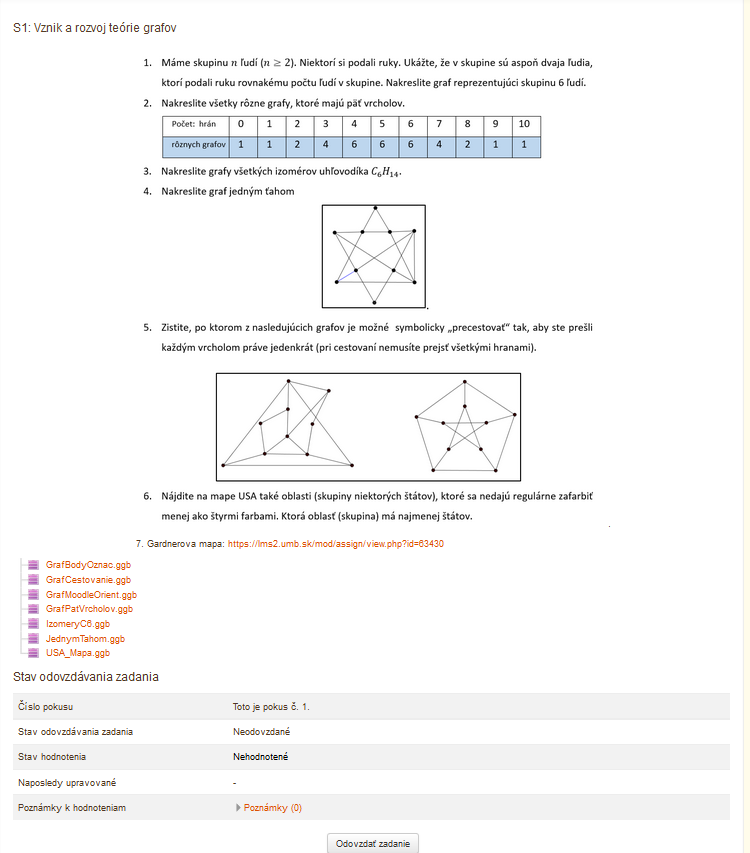 S1: Vznik a rozvoj teórie grafov
1. Máme skupinu n ľudí (n ≥ 2). Niektorí si podali ruky. Ukážte, že v skupine sú aspoň dvaja ľudia,
ktorí podali ruku rovnakému počtu ľudí v skupine. Nakreslite graf reprezentujúci skupinu 6 ľudí.
2. Nakreslite všetky rôzne grafy, ktoré majú päť vrcholov.
Počet: hrán 0 1 2 3 4 5 6 7 8 9 10
rôznych grafov 1 1 2 4 6 6 6 4 2 1 1
3. Nakreslite grafy všetkých izomérov uhľovodíka C₆H₁₄.
4. Nakreslite graf jedným ťahom
.
5. Zistite, po ktorom z nasledujúcich grafov je možné symbolicky „precestovať“ tak, aby ste prešli
každým vrcholom práve jedenkrát (pri cestovaní nemusíte prejsť všetkými hranami).
6. Nájdite na mape USA také oblasti (skupiny niektorých štátov), ktoré sa nedajú regulárne zafarbiť
menej ako štyrmi farbami. Ktorá oblasť (skupina) má najmenej štátov.
7. Gardnerova mapa: https://lms2.umb.sk/mod/assign/view.php?id=63430
GrafBodyOznac.ggb
GrafCestovanie.ggb
GrafMoodleOrient.ggb
GrafPatVrcholov.ggb
IzomeryC6.ggb
JednymTahom.ggb
USA_Mapa.ggb
Stav odovzdávania zadania
Číslo pokusu Toto je pokus č. 1.
Stav odovzdávania zadania Neodovzdané
Stav hodnotenia Nehodnotené
Naposledy upravované -
Poznámky k hodnoteniam Poznámky (0)
Odovzdať zadanie